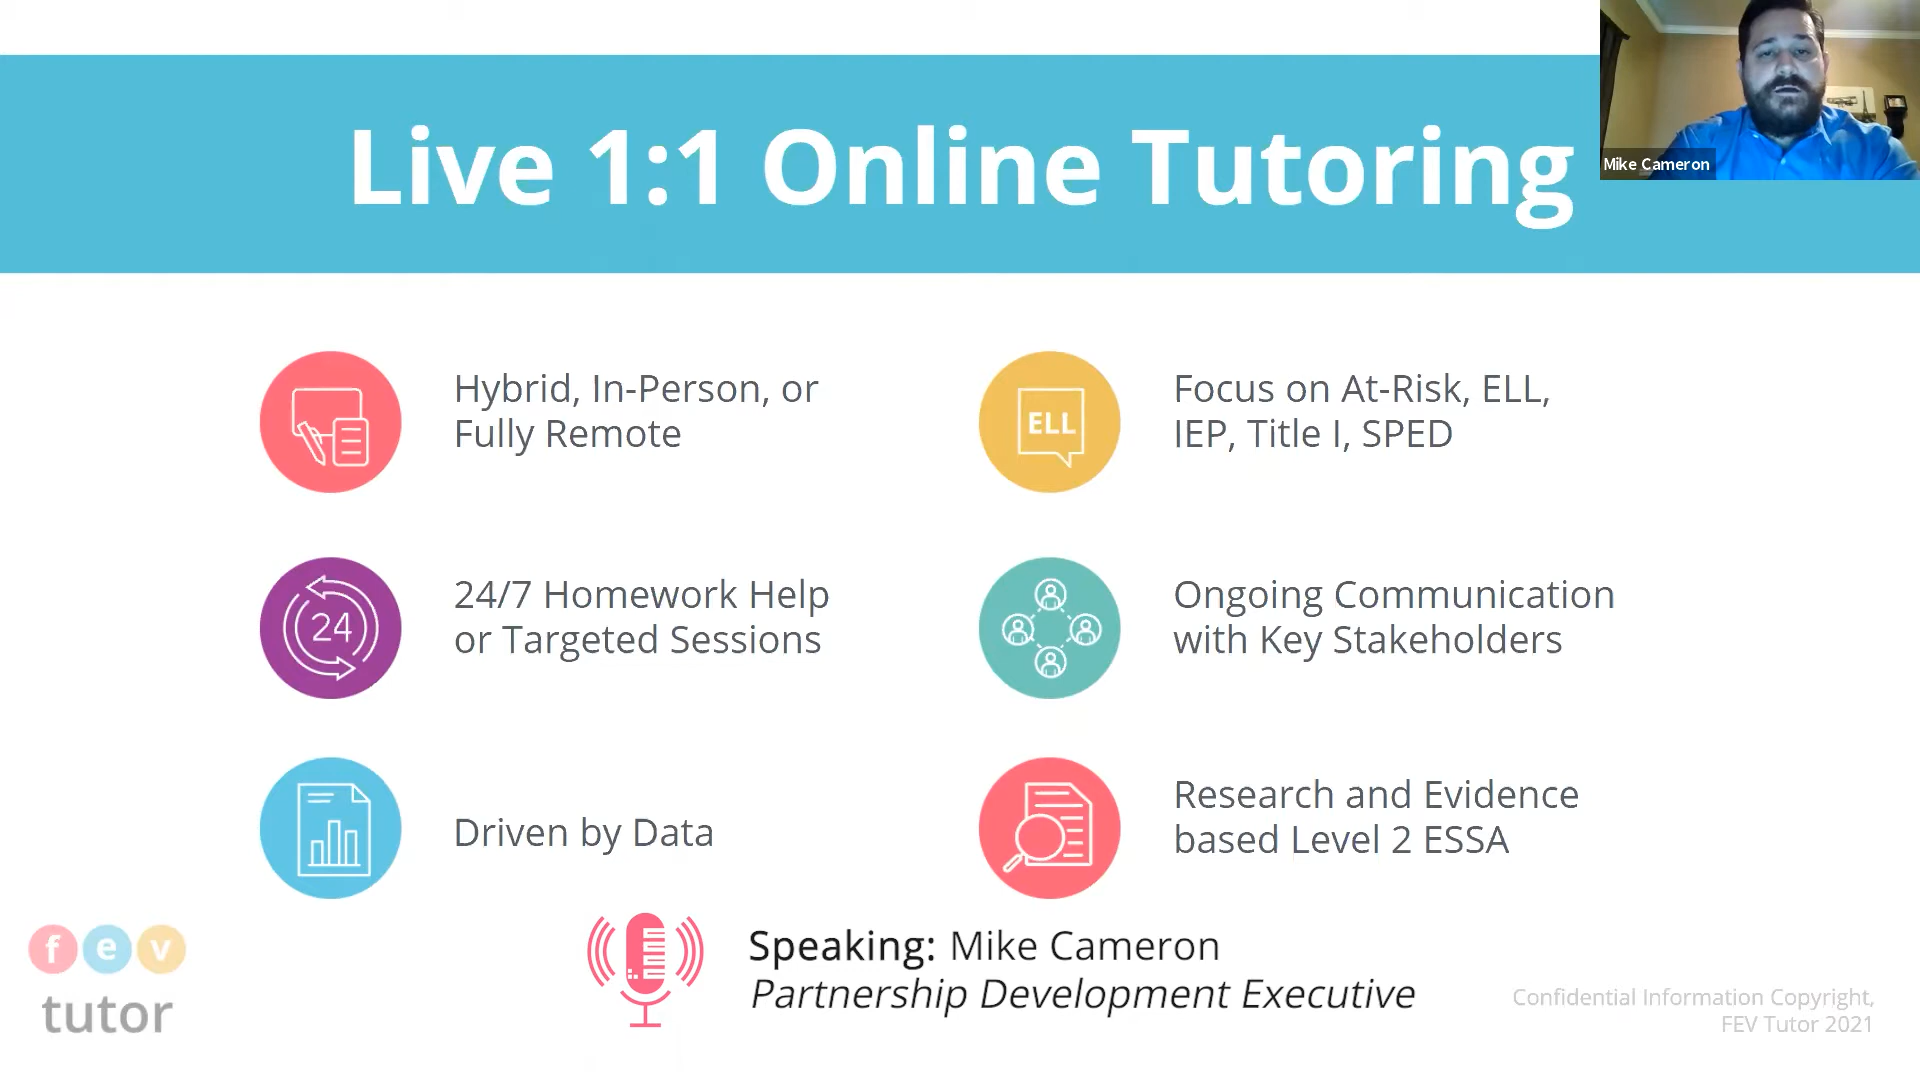 Live 1:1 Online Tutoring
Mike Cameron
Hybrid, In-Person, or
Fully Remote
ELL
Focus on At-Risk, ELL,
IEP, Title I, SPED
24
24/7 Homework Help
or Targeted Sessions
Ongoing Communication
with Key Stakeholders
Driven by Data
Research and Evidence
based Level 2 ESSA
fev
tutor
Speaking: Mike Cameron
Partnership Development Executive
Confidential Information Copyright,
FEV Tutor 2021